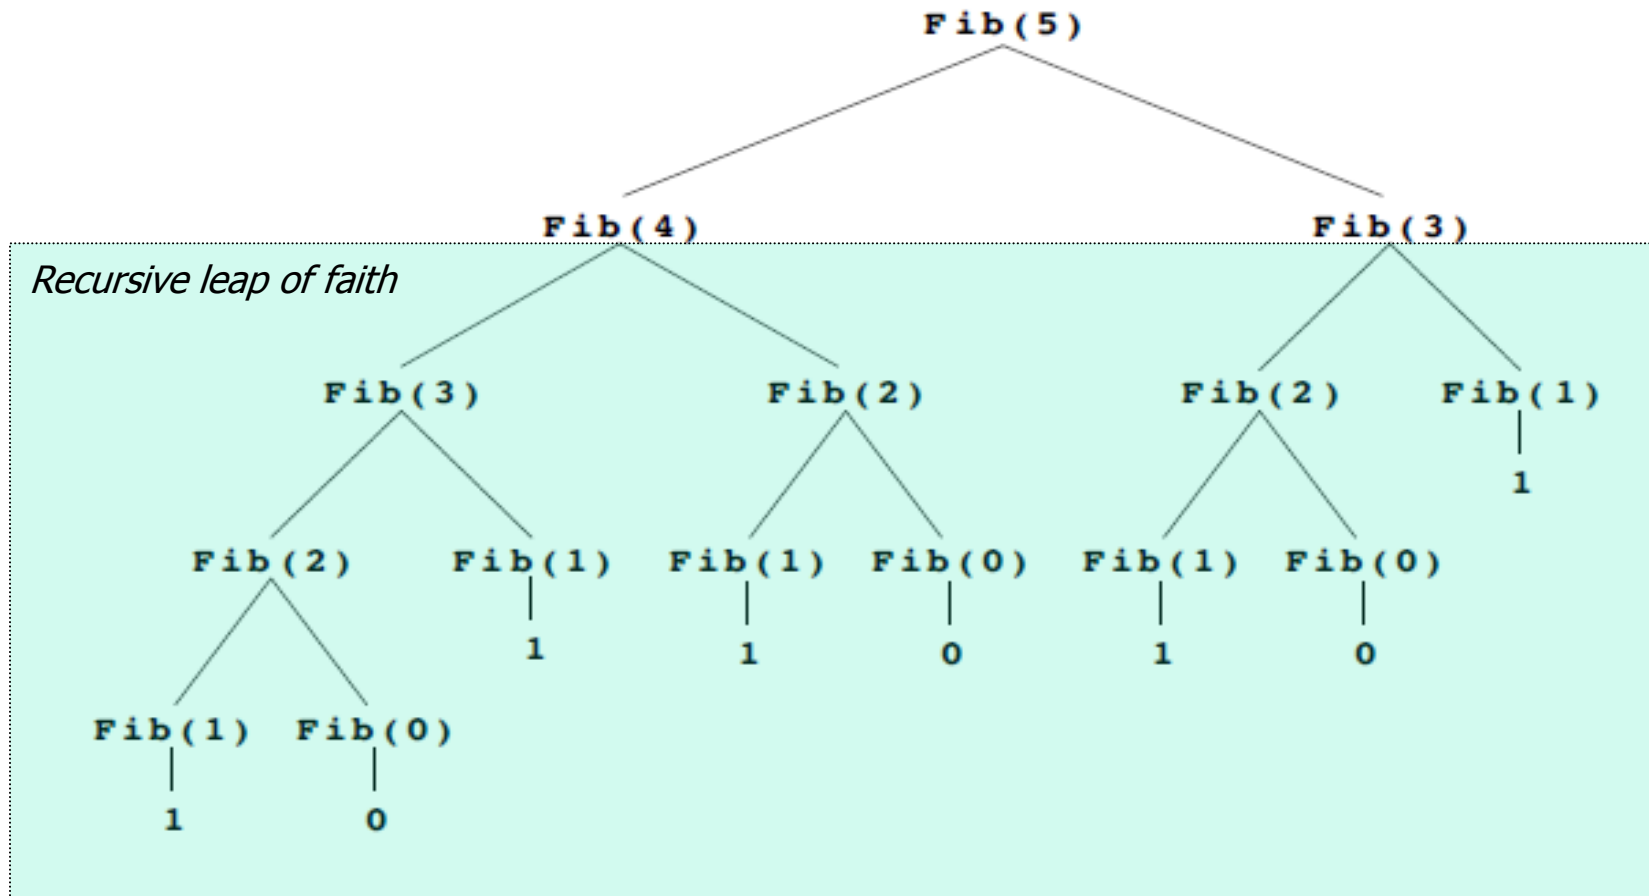 Fib(5)
Fib(4) Fib(3)
Recursive leap of faith
Fib(3) Fib(2) Fib(2) Fib(1)
1
Fib(2) Fib(1) Fib(1) Fib(0) Fib(1) Fib(0)
1 1 0 1 0
Fib(1) Fib(0)
1 0